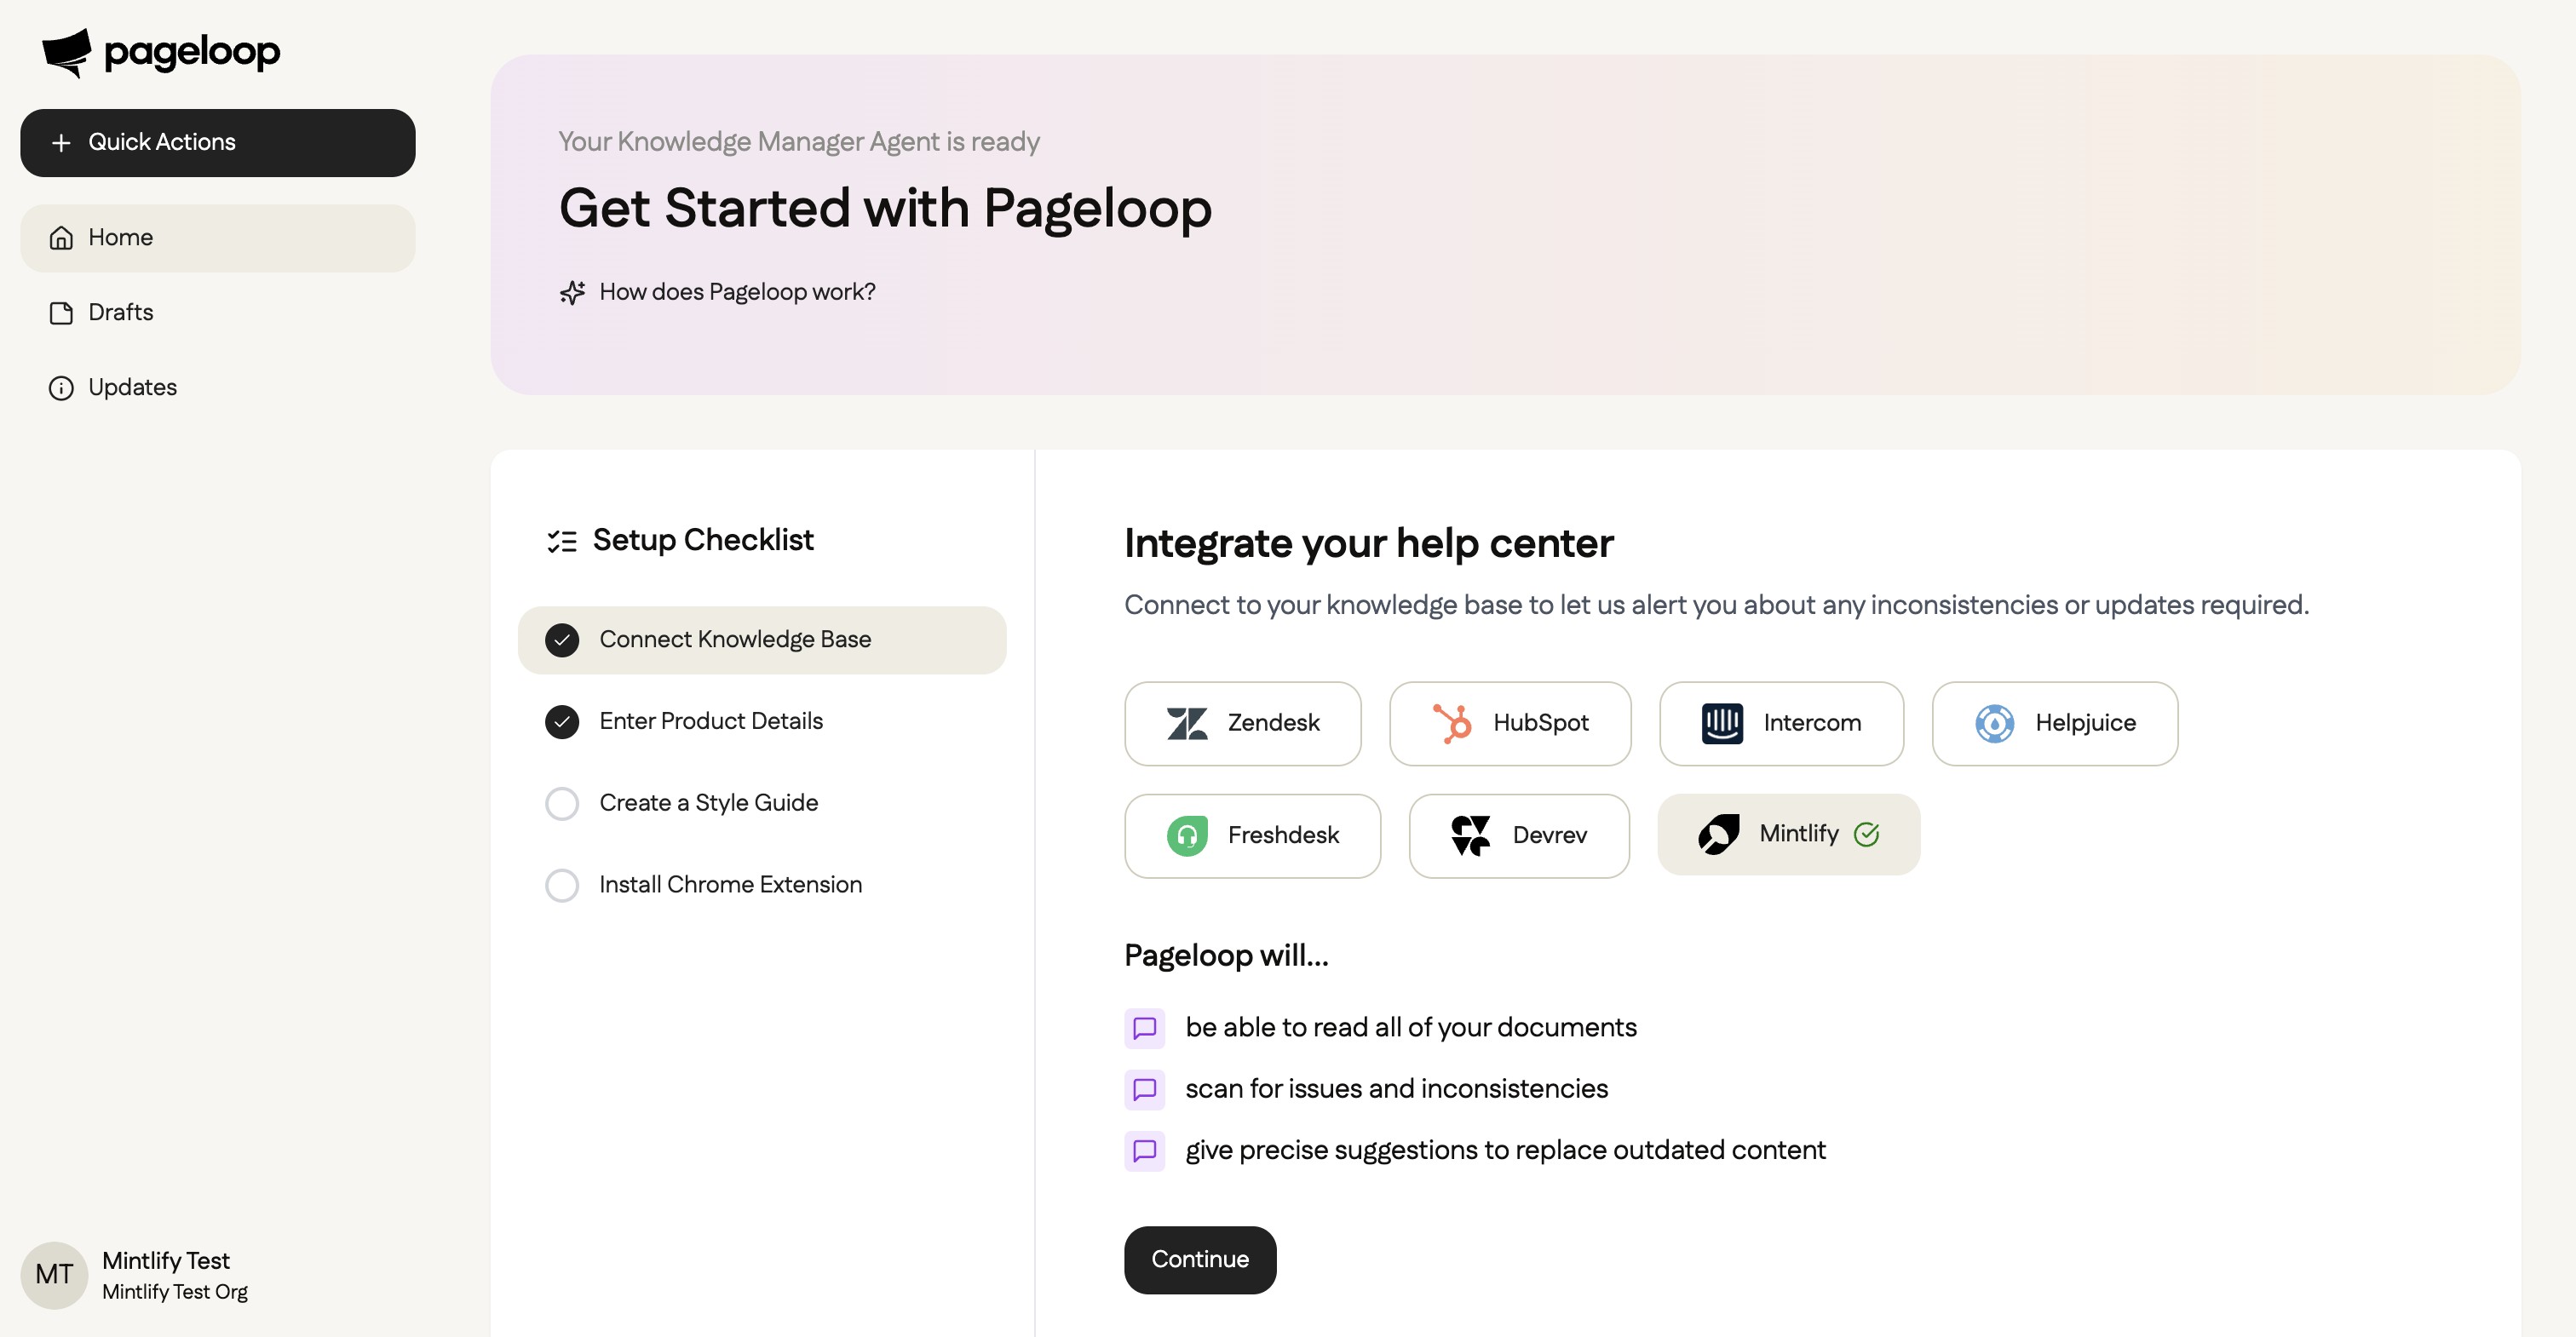 pageloop
Quick Actions
Home
Drafts
Updates
Your Knowledge Manager Agent is ready
Get Started with Pageloop
How does Pageloop work?
Setup Checklist
Connect Knowledge Base
Enter Product Details
Create a Style Guide
Install Chrome Extension
Integrate your help center
Connect to your knowledge base to let us alert you about any inconsistencies or updates required.
Zendesk HubSpot Intercom Helpjuice
Freshdesk Devrev Mintlify
Pageloop will...
be able to read all of your documents
scan for issues and inconsistencies
give precise suggestions to replace outdated content
Continue
MT
Mintlify Test
Mintlify Test Org